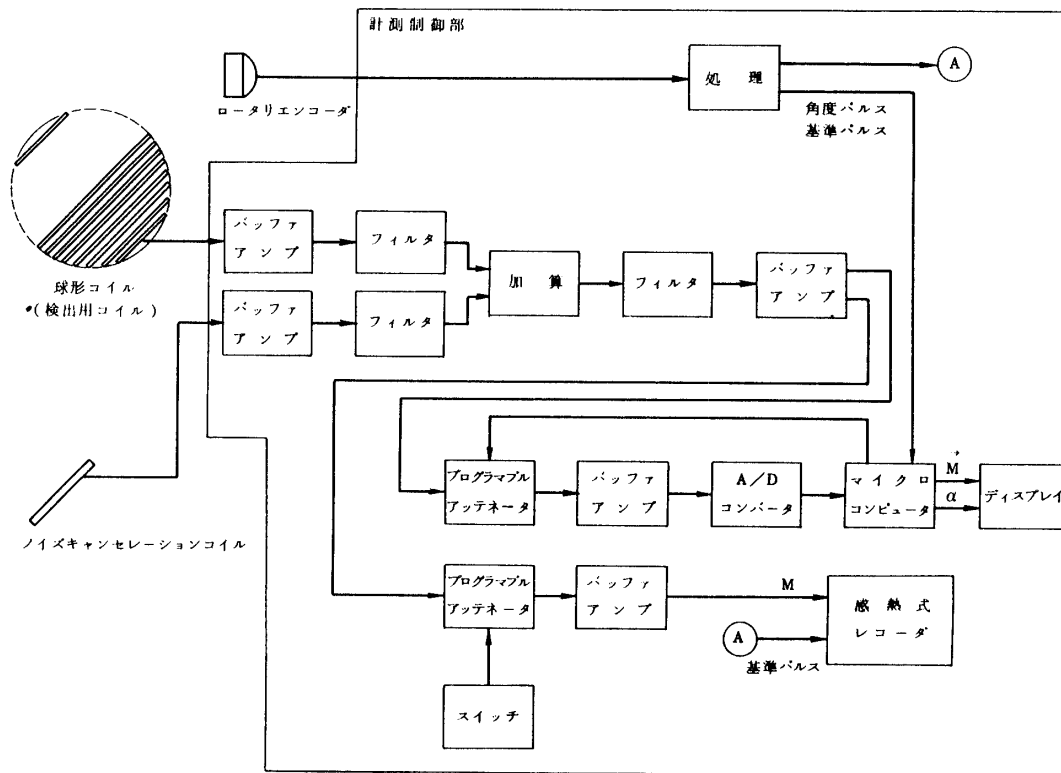 計測制御部
処理
A
ロータリエンコーダ
角度パルス
基準パルス
バッファ
アンプ
フィルタ
加算
フィルタ
バッファ
アンプ
球形コイル
*(検出用コイル)
バッファ
アンプ
フィルタ
プログラマブル
アッテネータ
バッファ
アンプ
A/D
コンバータ
マイクロ
コンピュータ
M
α
ディスプレイ
ノイズキャンセレーションコイル
プログラマブル
アッテネータ
バッファ
アンプ
M
感熱式
レコーダ
A
基準パルス
スイッチ